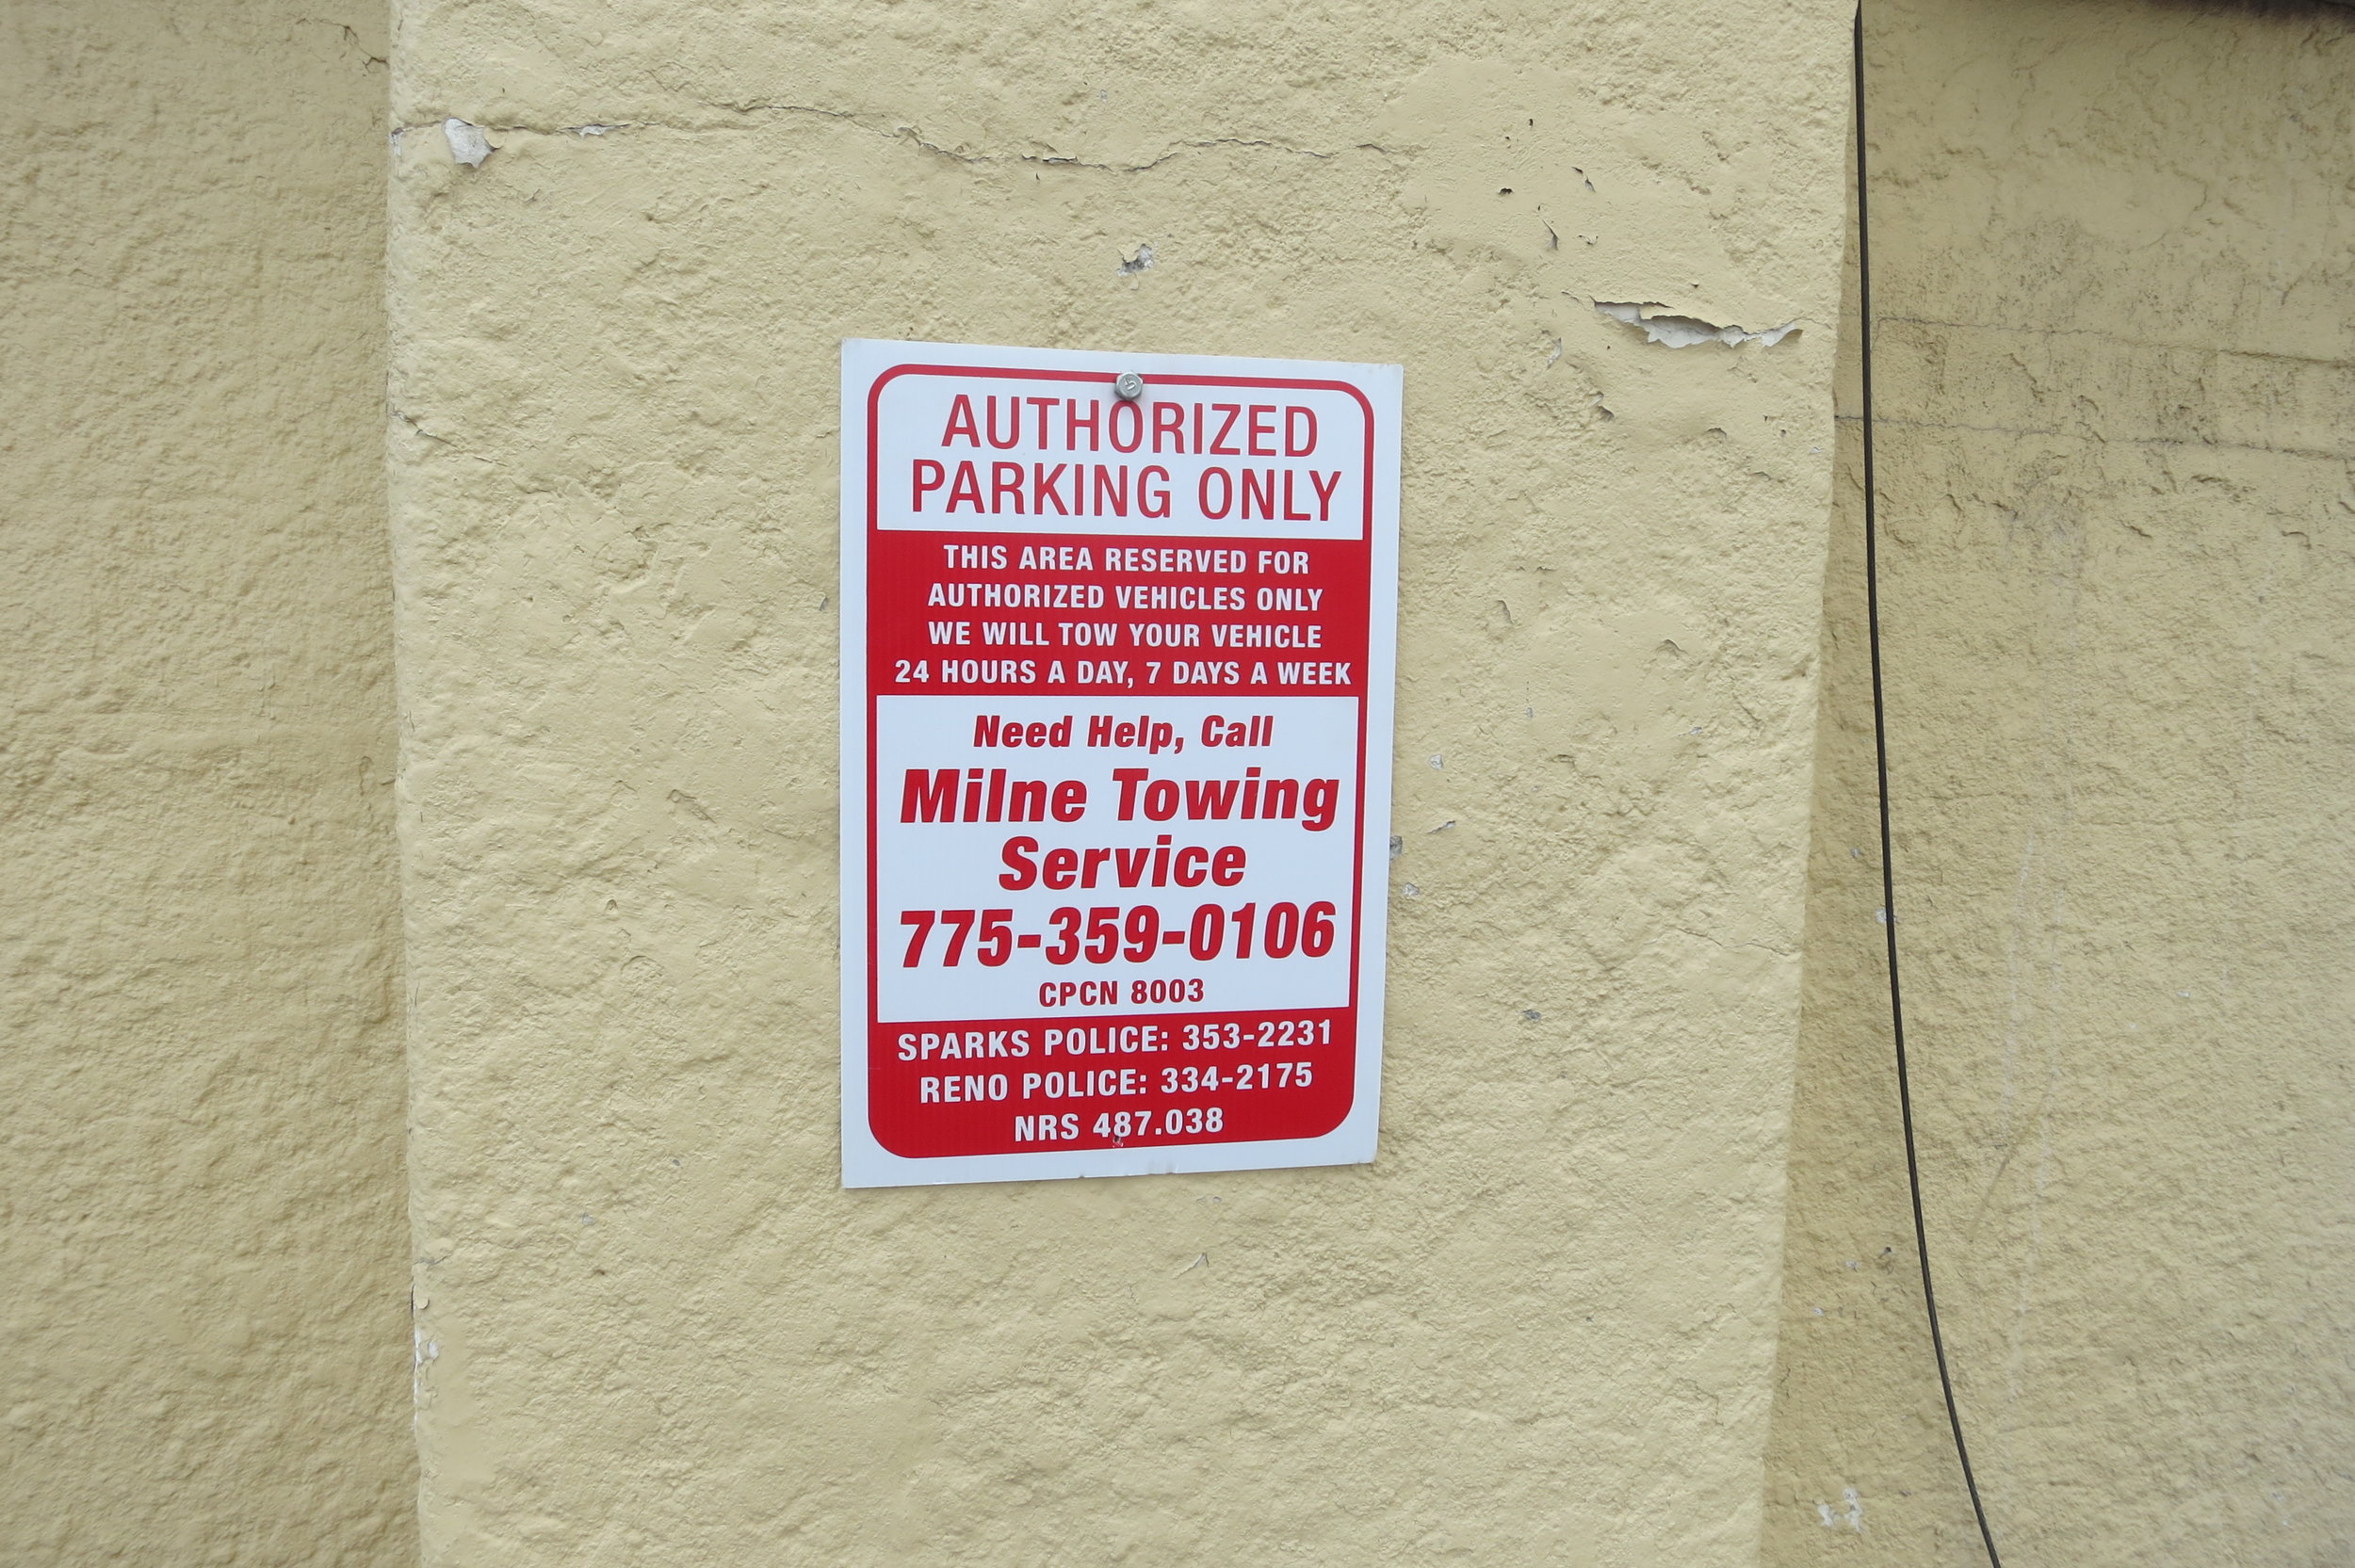 AUTHORIZED
PARKING ONLY
THIS AREA RESERVED FOR
AUTHORIZED VEHICLES ONLY
WE WILL TOW YOUR VEHICLE
24 HOURS A DAY, 7 DAYS A WEEK
Need Help, Call
Milne Towing
Service
775-359-0106
CPCN 8003
SPARKS POLICE: 353-2231
RENO POLICE: 334-2175
NRS 487.038